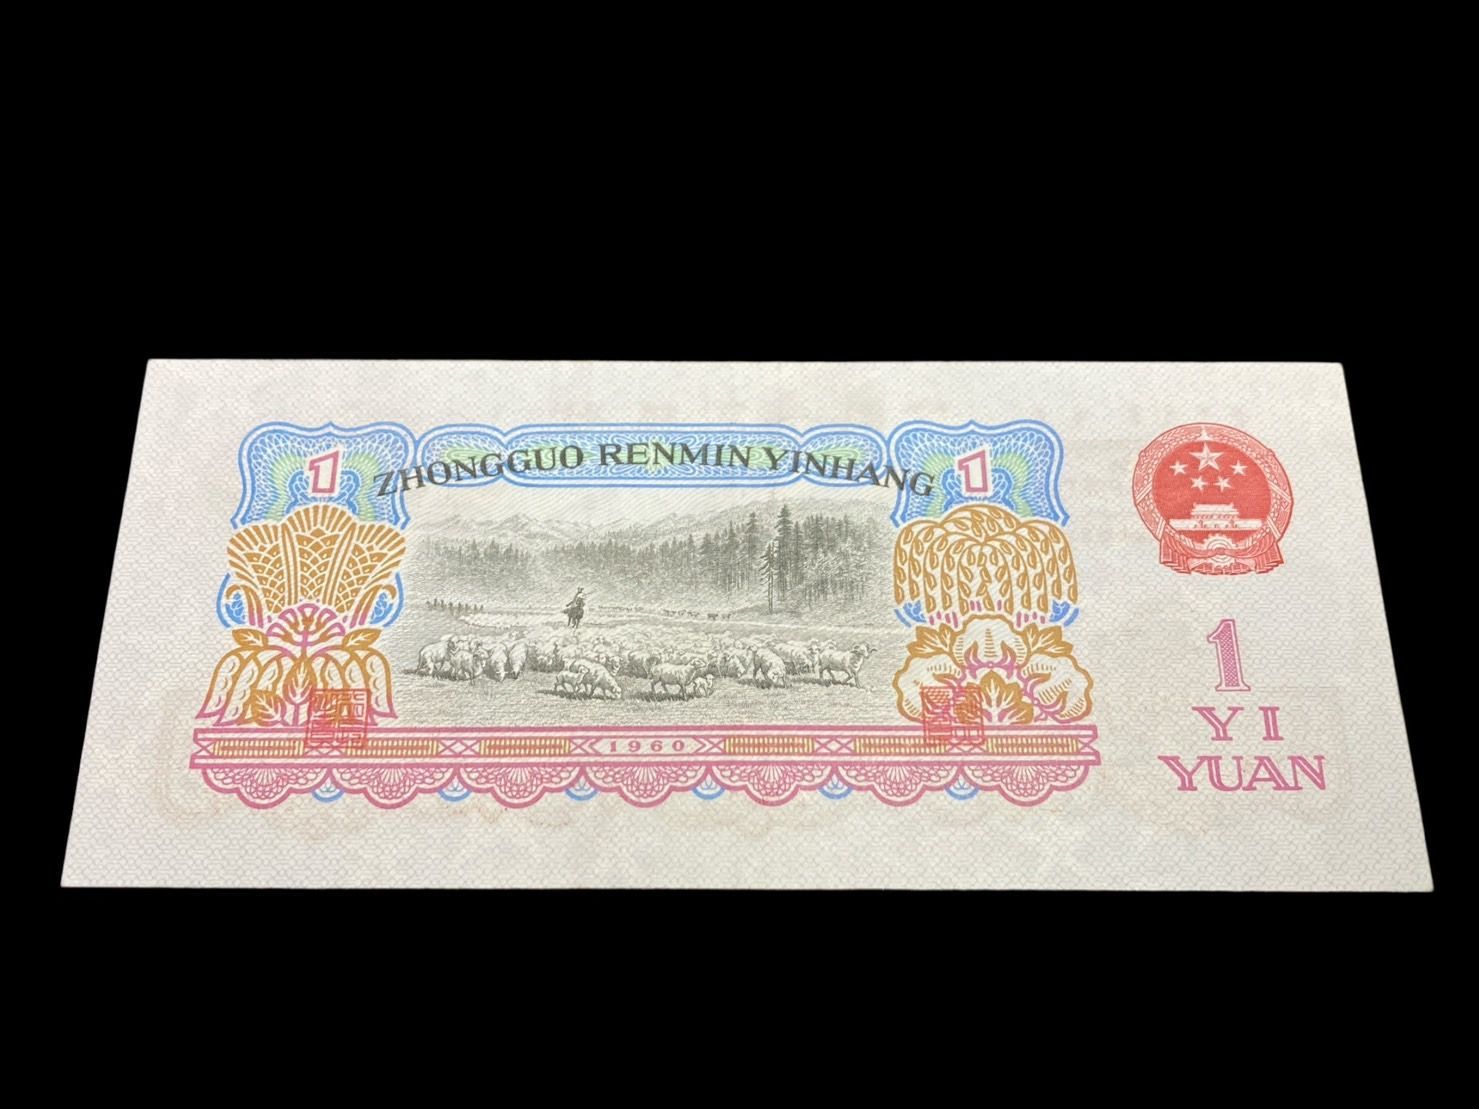 1 ZHONGGUO RENMIN YINHANG 1
1960
1
YI
YUAN